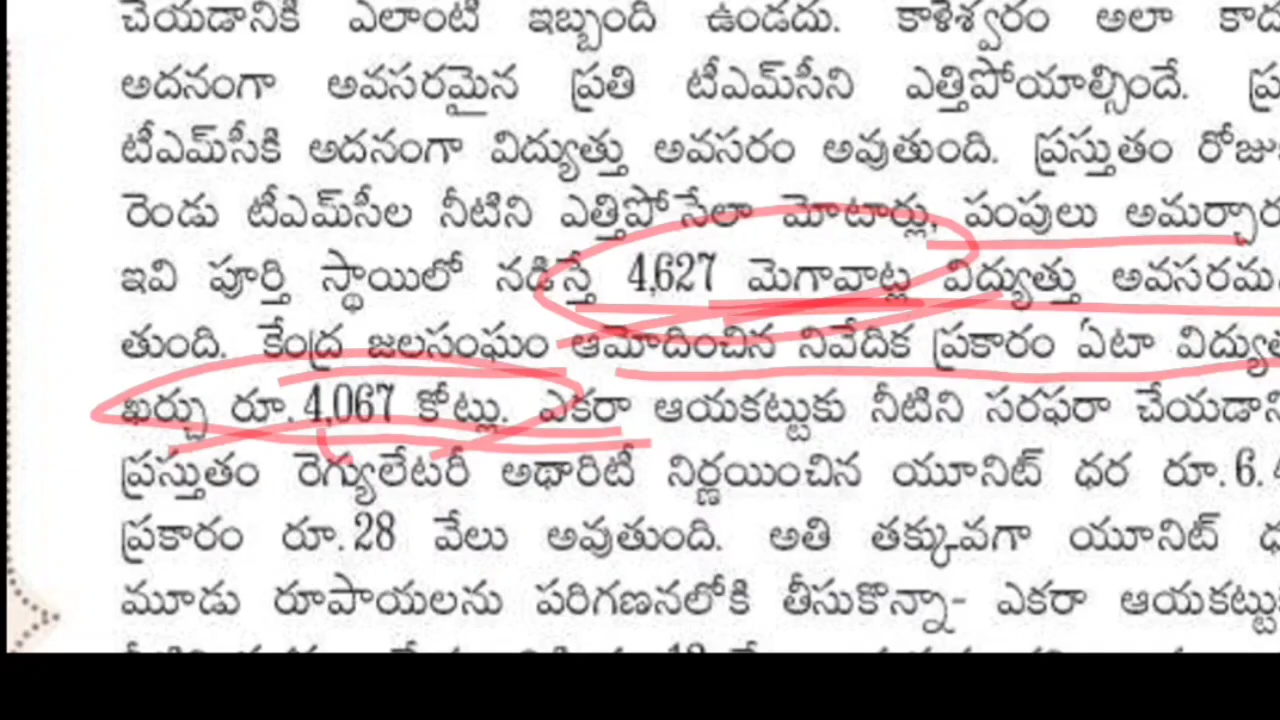 చేయడానికి ఎలాంటి ఇబ్బంది ఉండదు. కాళేశ్వరం అలా
అదనంగా అవసరమైన ప్రతి టీఎమ్‌సీని ఎత్తిపోయాల్సిందే.
టీఎమ్‌సీకి అదనంగా విద్యుత్తు అవసరం అవుతుంది. ప్రస్తుతం
రెండు టీఎమ్‌సీల నీటిని ఎత్తిపోసేలా మోటార్లు, పంపులు
ఇవి పూర్తి స్థాయిలో నడిస్తే 4,627 మెగావాట్ల విద్యుత్తు
తుంది. కేంద్ర జలసంఘం ఆమోదించిన నివేదిక ప్రకారం ఏటా
ఖర్చు రూ.4,067 కోట్లు. ఎకరా ఆయకట్టుకు నీటిని సరఫరా
ప్రస్తుతం రెగ్యులేటరీ అథారిటీ నిర్ణయించిన యూనిట్ ధర
ప్రకారం రూ.28 వేలు అవుతుంది. అతి తక్కువగా యూనిట్
మూడు రూపాయలను పరిగణనలోకి తీసుకొన్నా- ఎకరా